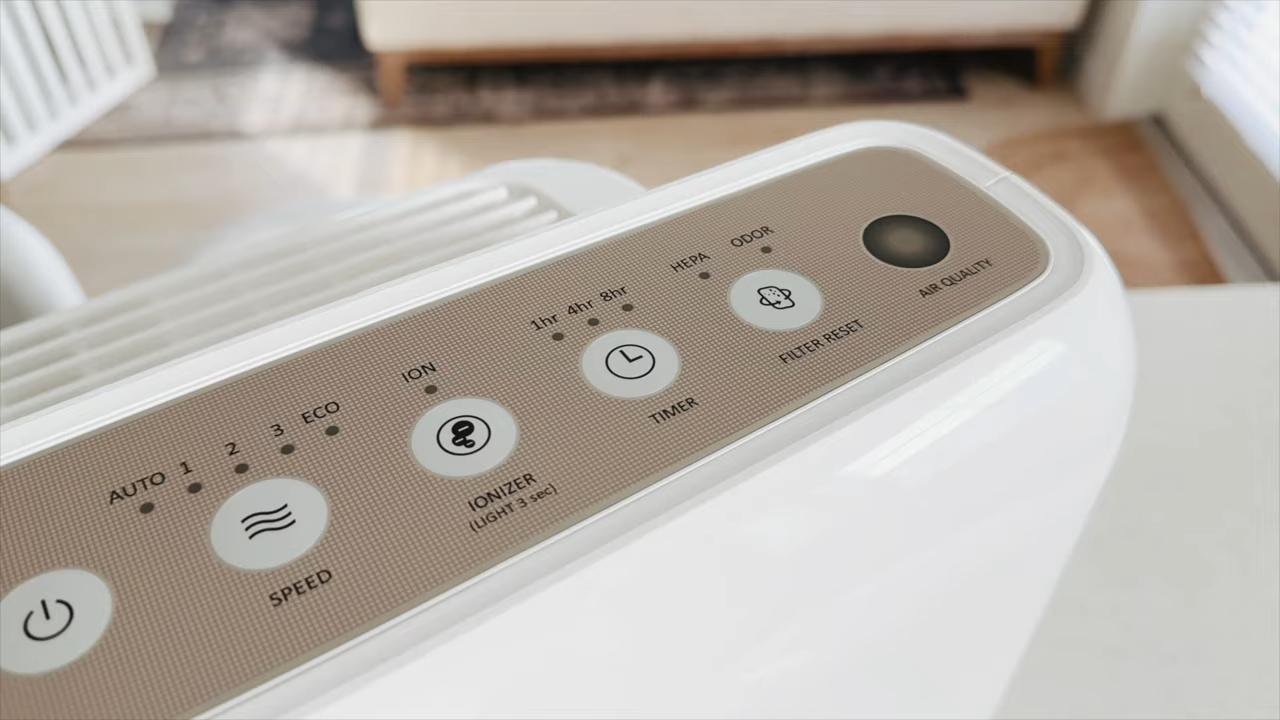 AUTO 1 2 3 ECO
SPEED
ION
IONIZER
(LIGHT 3 sec)
1hr 4hr 8hr
TIMER
HEPA ODOR
FILTER RESET
AIR QUALITY